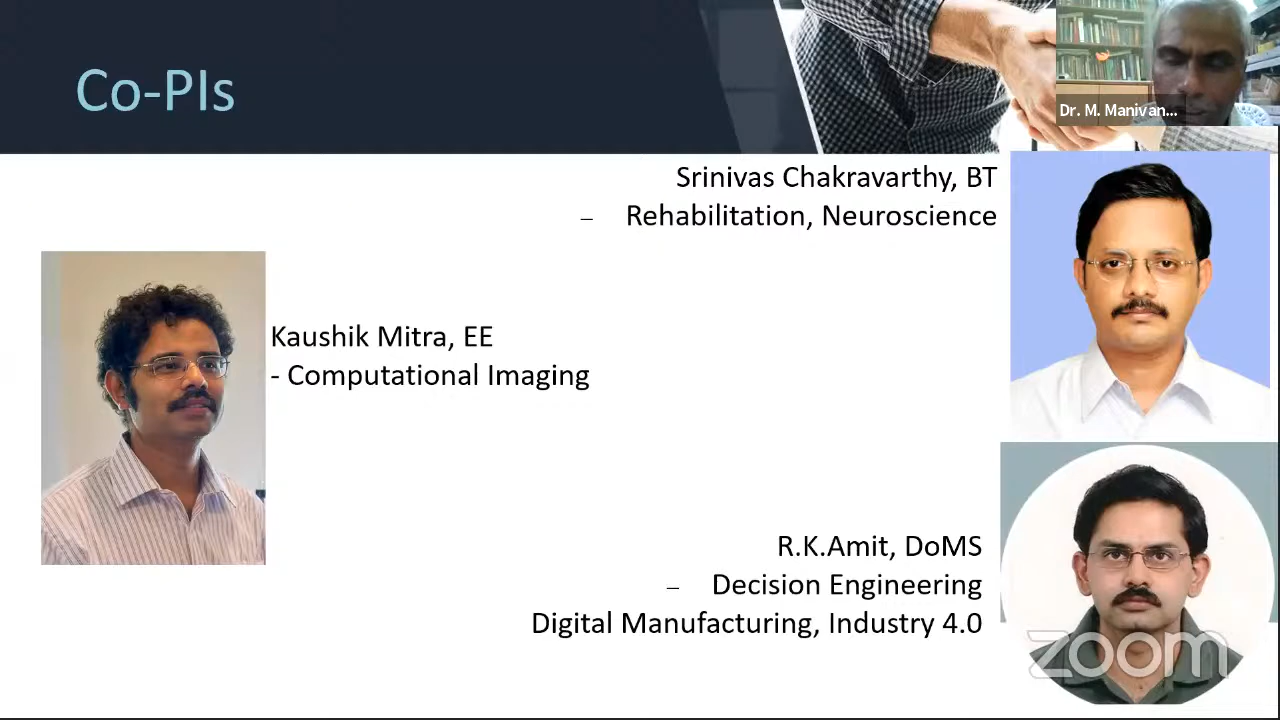 Co-PIs
Dr. M. Manivan...
Srinivas Chakravarthy, BT
– Rehabilitation, Neuroscience
Kaushik Mitra, EE
- Computational Imaging
R.K.Amit, DoMS
– Decision Engineering
Digital Manufacturing, Industry 4.0
zoom